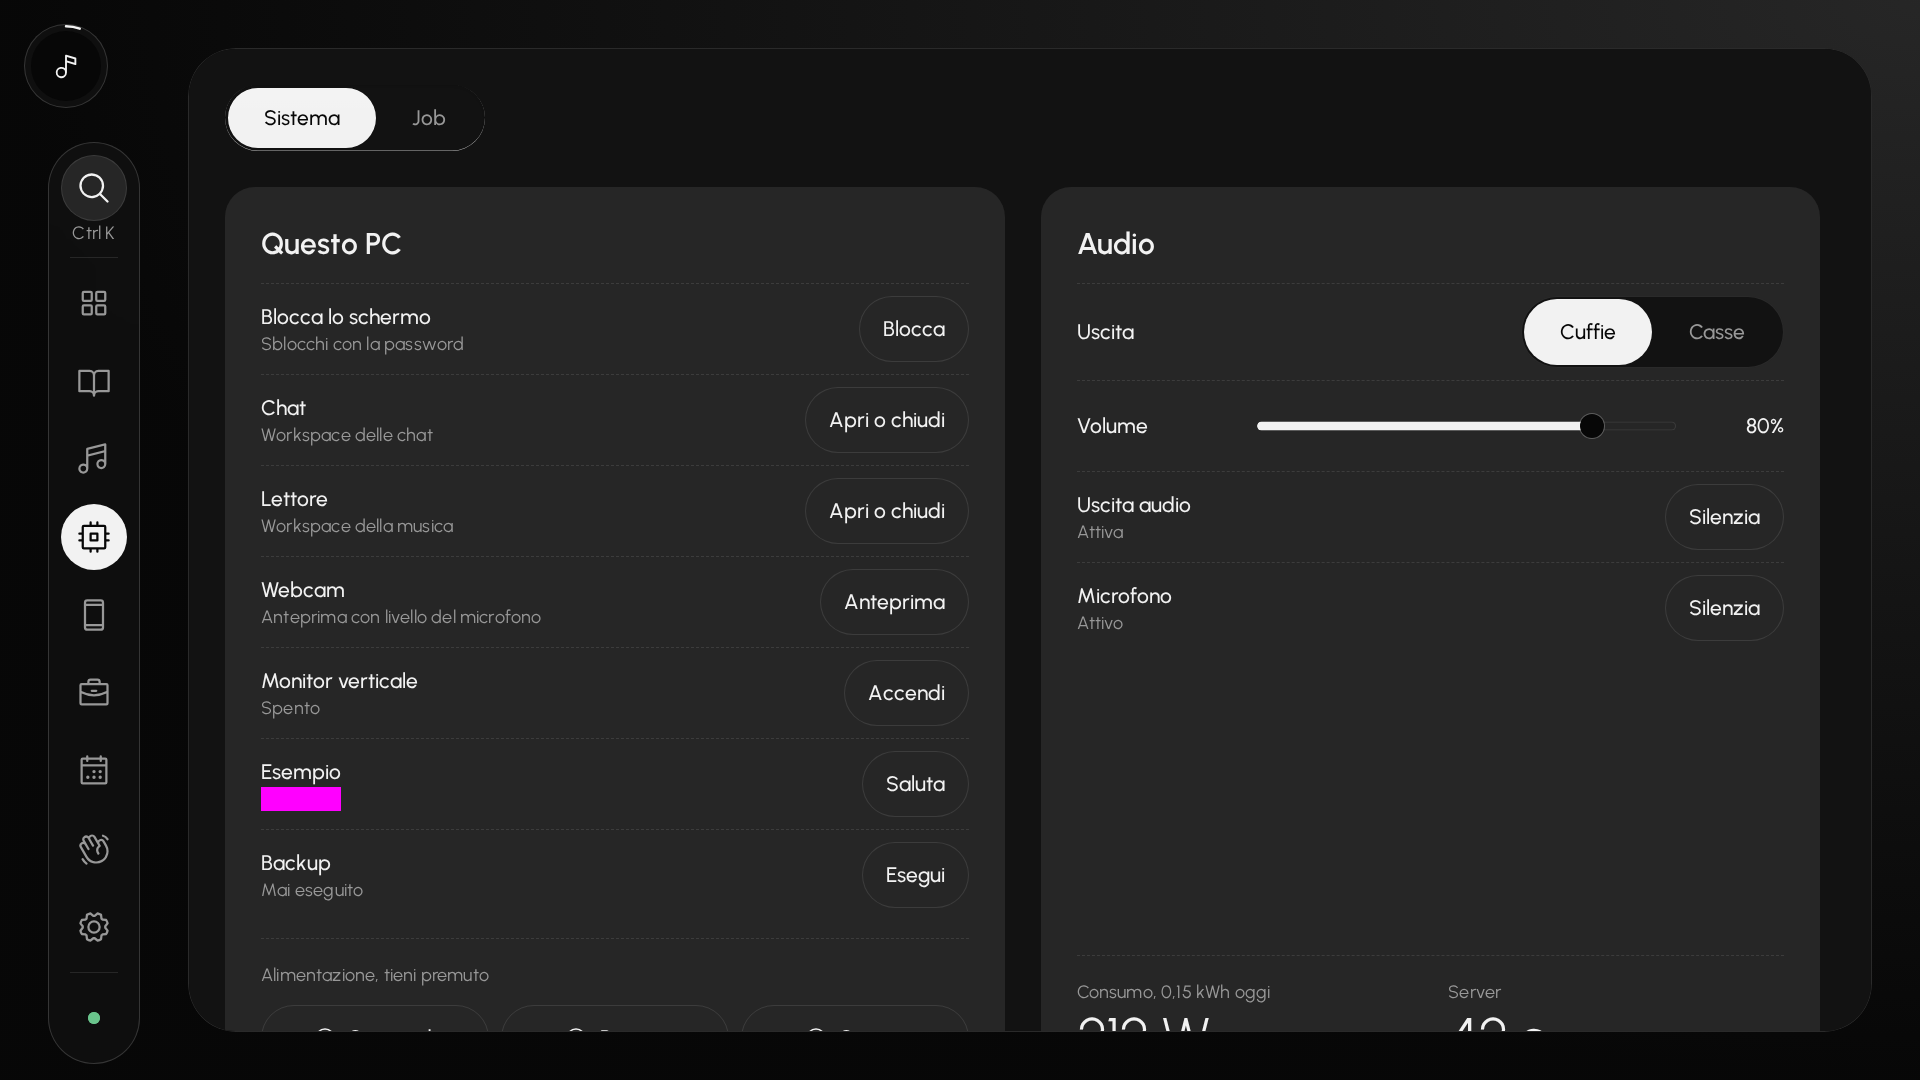 Sistema
Job
Ctrl K
Questo PC
Blocca lo schermo
Sblocchi con la password
Blocca
Chat
Workspace delle chat
Apri o chiudi
Lettore
Workspace della musica
Apri o chiudi
Webcam
Anteprima con livello del microfono
Anteprima
Monitor verticale
Spento
Accendi
Esempio
Saluta
Backup
Mai eseguito
Esegui
Alimentazione, tieni premuto
Audio
Uscita
Cuffie
Casse
Volume
80%
Uscita audio
Attiva
Silenzia
Microfono
Attivo
Silenzia
Consumo, 0,15 kWh oggi
Server